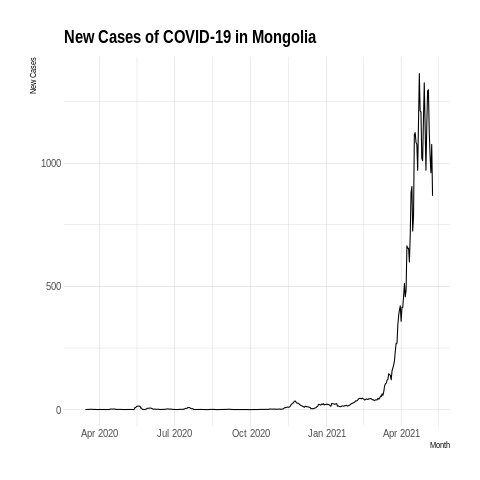 New Cases of COVID-19 in Mongolia
New Cases
1000
500
0
Apr 2020 Jul 2020 Oct 2020 Jan 2021 Apr 2021
Month